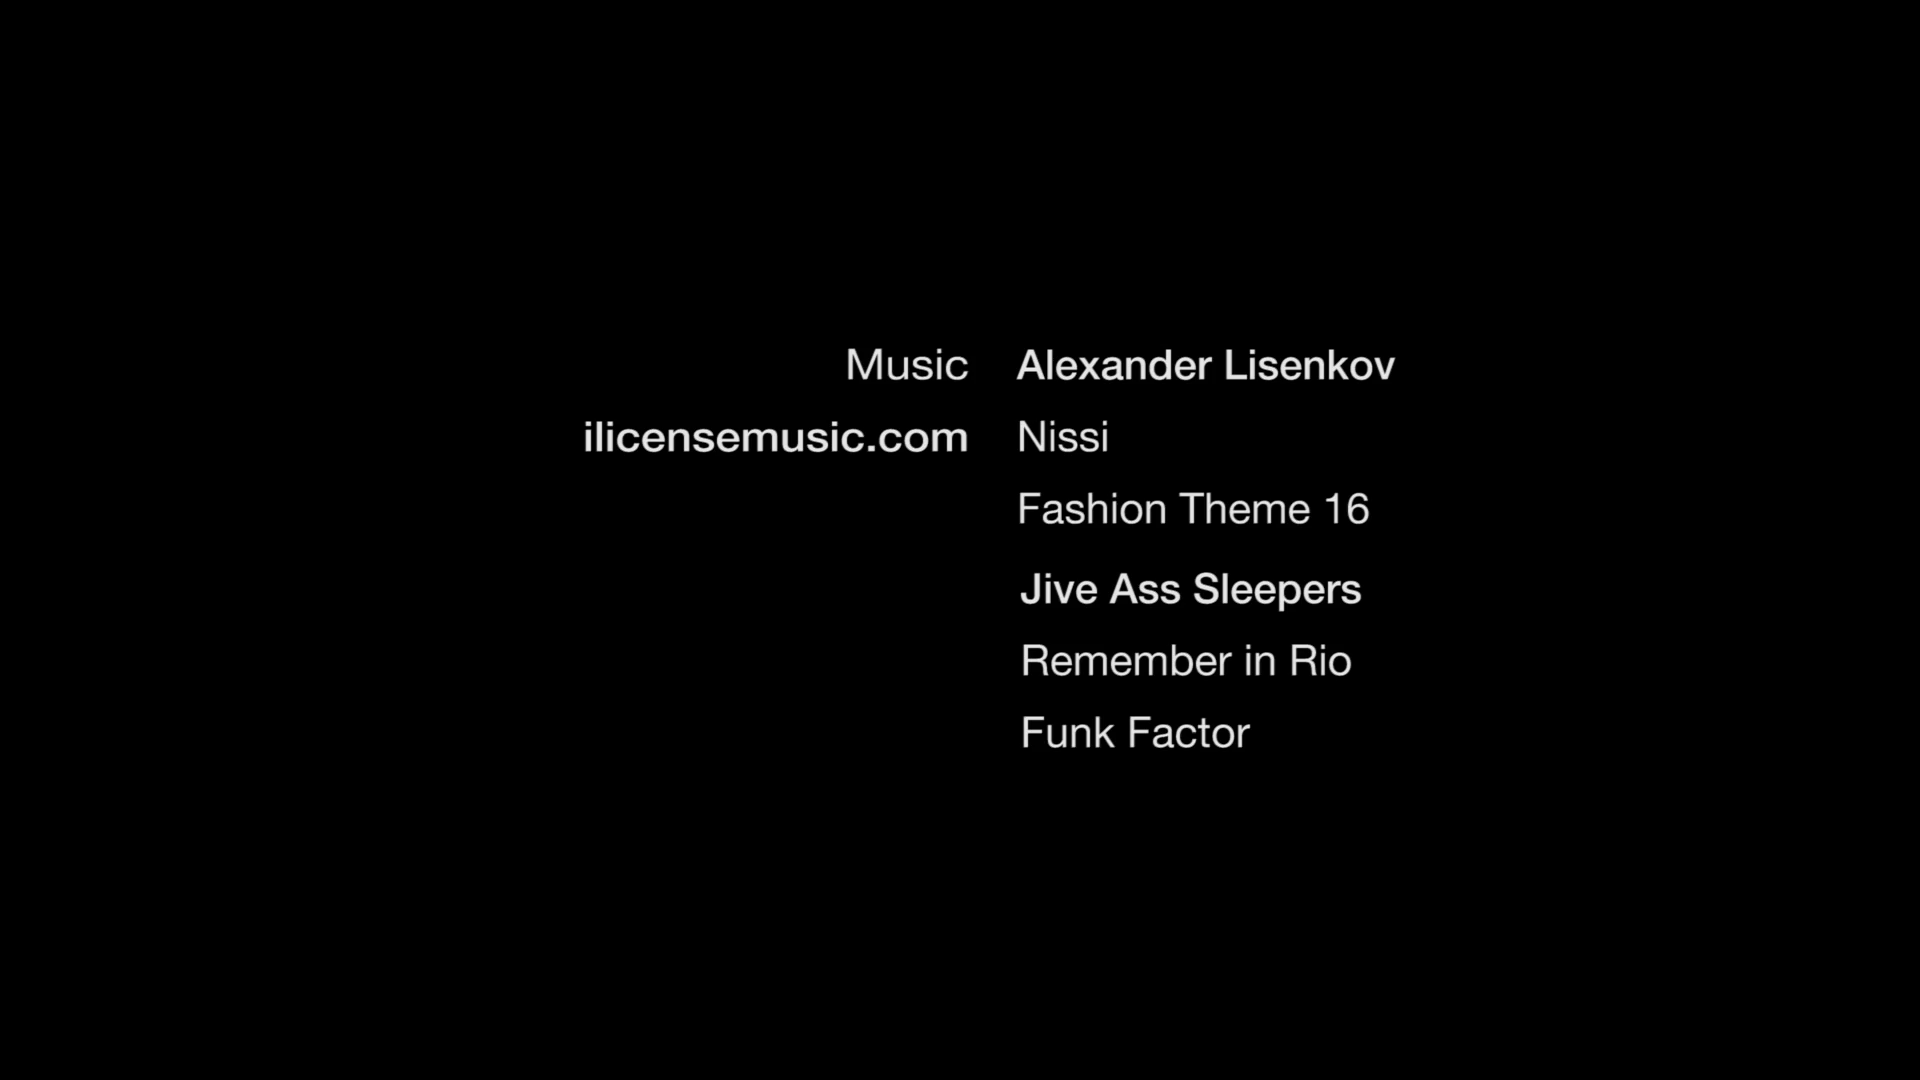 Music Alexander Lisenkov
ilicensemusic.com Nissi
Fashion Theme 16
Jive Ass Sleepers
Remember in Rio
Funk Factor